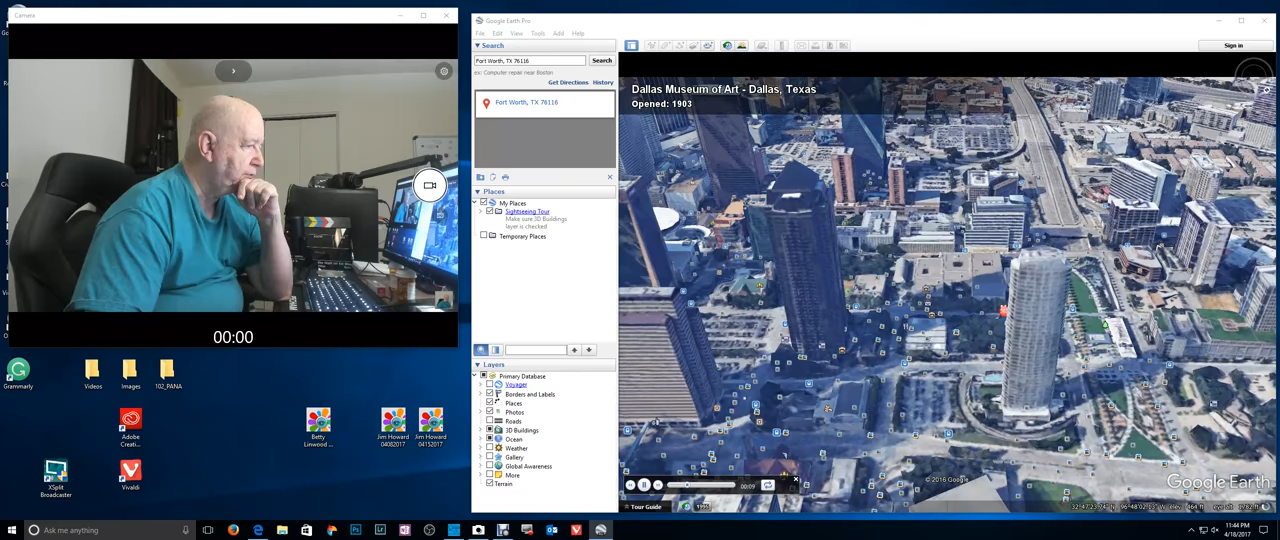 Camera
00:00
Grammarly
Videos
Images
102_PANA
Adobe
Creati...
Betty
Linwood ...
Jim Howard
04082017
Jim Howard
04152017
XSplit
Broadcaster
Vivaldi
Google Earth Pro
File Edit View Tools Add Help
Search
Fort Worth, TX 76116
Search
ex: Computer repair near Boston
Get Directions History
Fort Worth, TX 76116
Places
My Places
Sightseeing Tour
Make sure 3D Buildings
layer is checked
Temporary Places
Layers
Primary Database
Voyager
Borders and Labels
Places
Photos
Roads
3D Buildings
Ocean
Weather
Gallery
Global Awareness
More
Terrain
Sign in
Dallas Museum of Art - Dallas, Texas
Opened: 1903
00:09
© 2016 Google
Google Earth
Tour Guide
Ask me anything
11:44 PM
4/18/2017